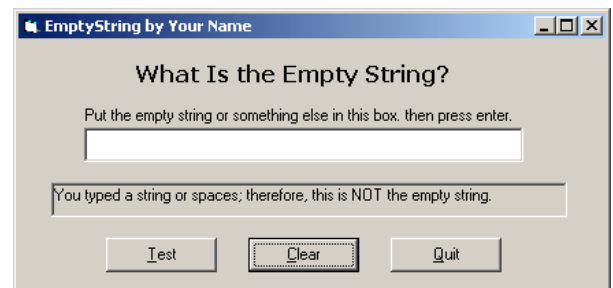 EmptyString by Your Name
What Is the Empty String?
Put the empty string or something else in this box. then press enter.
You typed a string or spaces; therefore, this is NOT the empty string.
Test Clear Quit